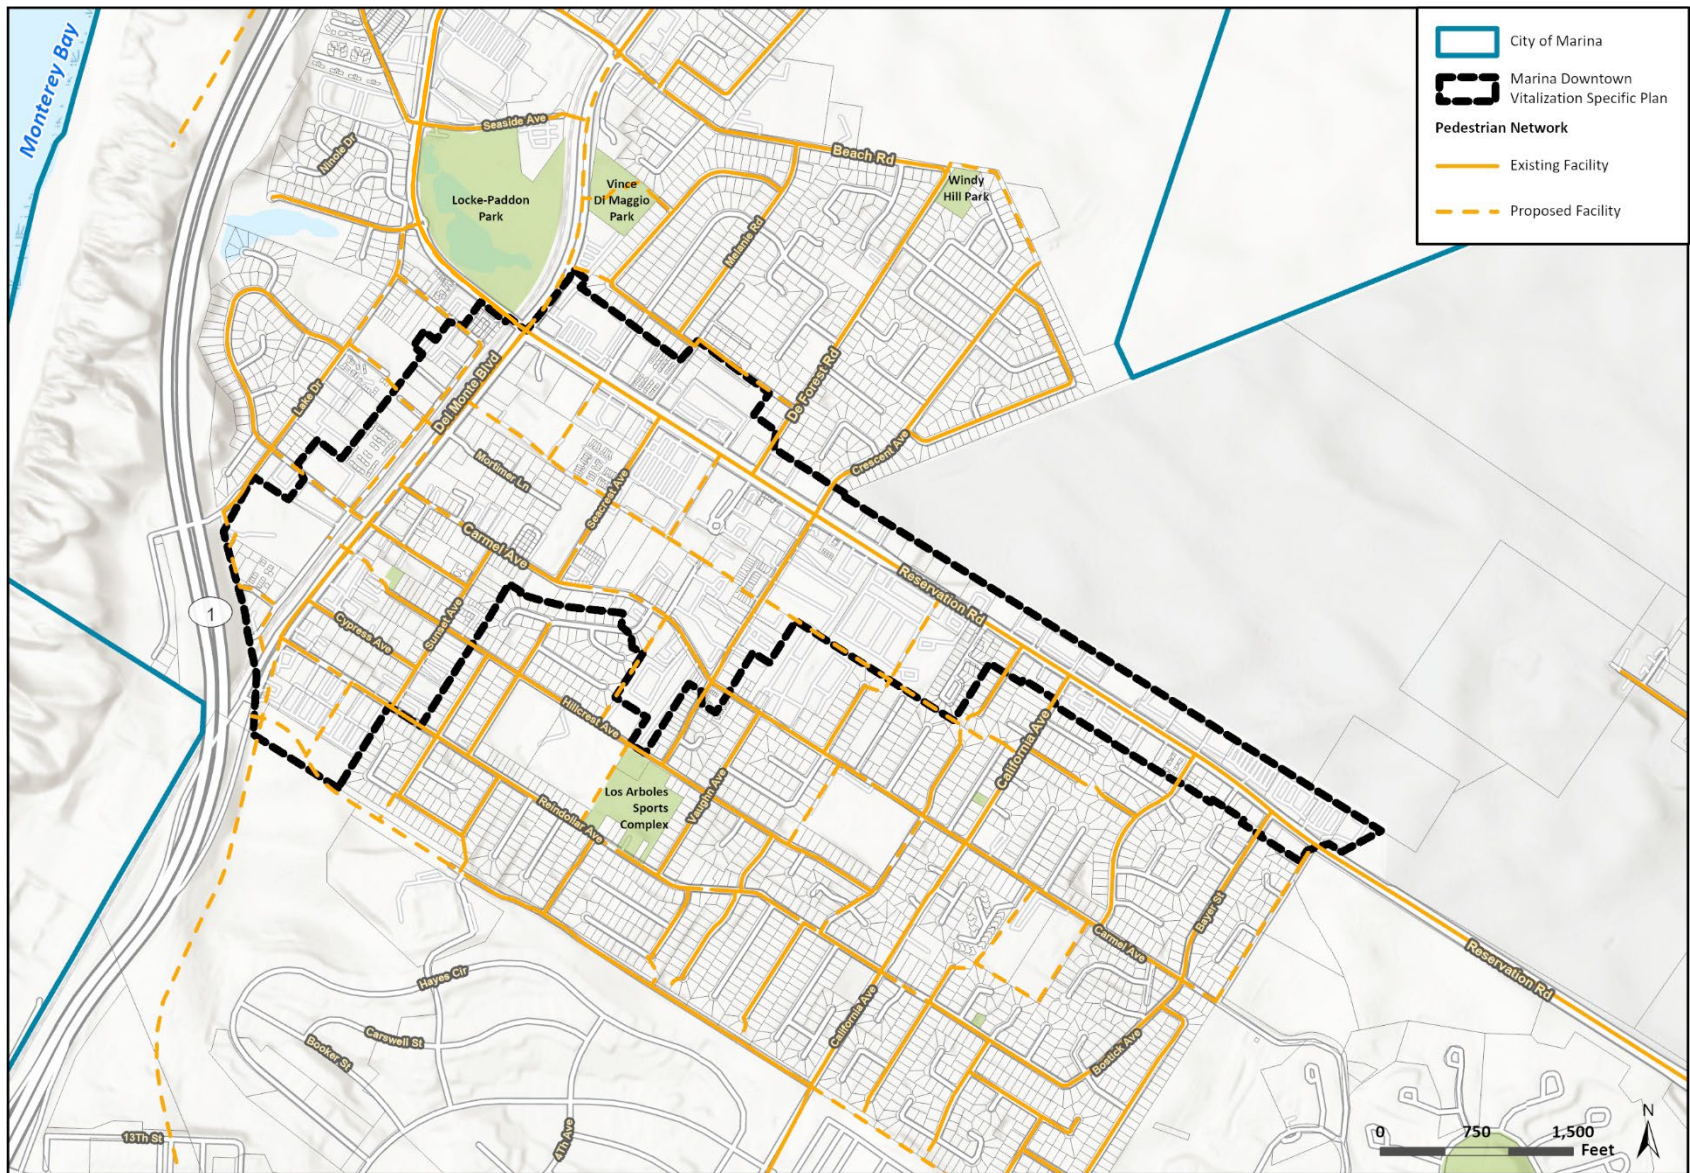 Monterey Bay
City of Marina
Marina Downtown
Vitalization Specific Plan
Pedestrian Network
Existing Facility
Proposed Facility
Seaside Ave
Ninole Dr
Beach Rd
Locke-Paddon
Park
Vince
Di Maggio
Park
Windy
Hill Park
Melanie Rd
De Forest Rd
Lake Dr
Del Monte Blvd
Crescent Ave
Mortimer Ln
Seacrest Ave
Carmel Ave
Reservation Rd
1
Cypress Ave
Sunset Ave
Hillcrest Ave
California Ave
Los Arboles
Sports
Complex
Vaughn Ave
Reindollar Ave
Bayer St
Carmel Ave
Reservation Rd
Hayes Cir
Carswell St
Booker St
California Ave
Bostick Ave
13Th St
4Th Ave
N
0 750 1,500
Feet